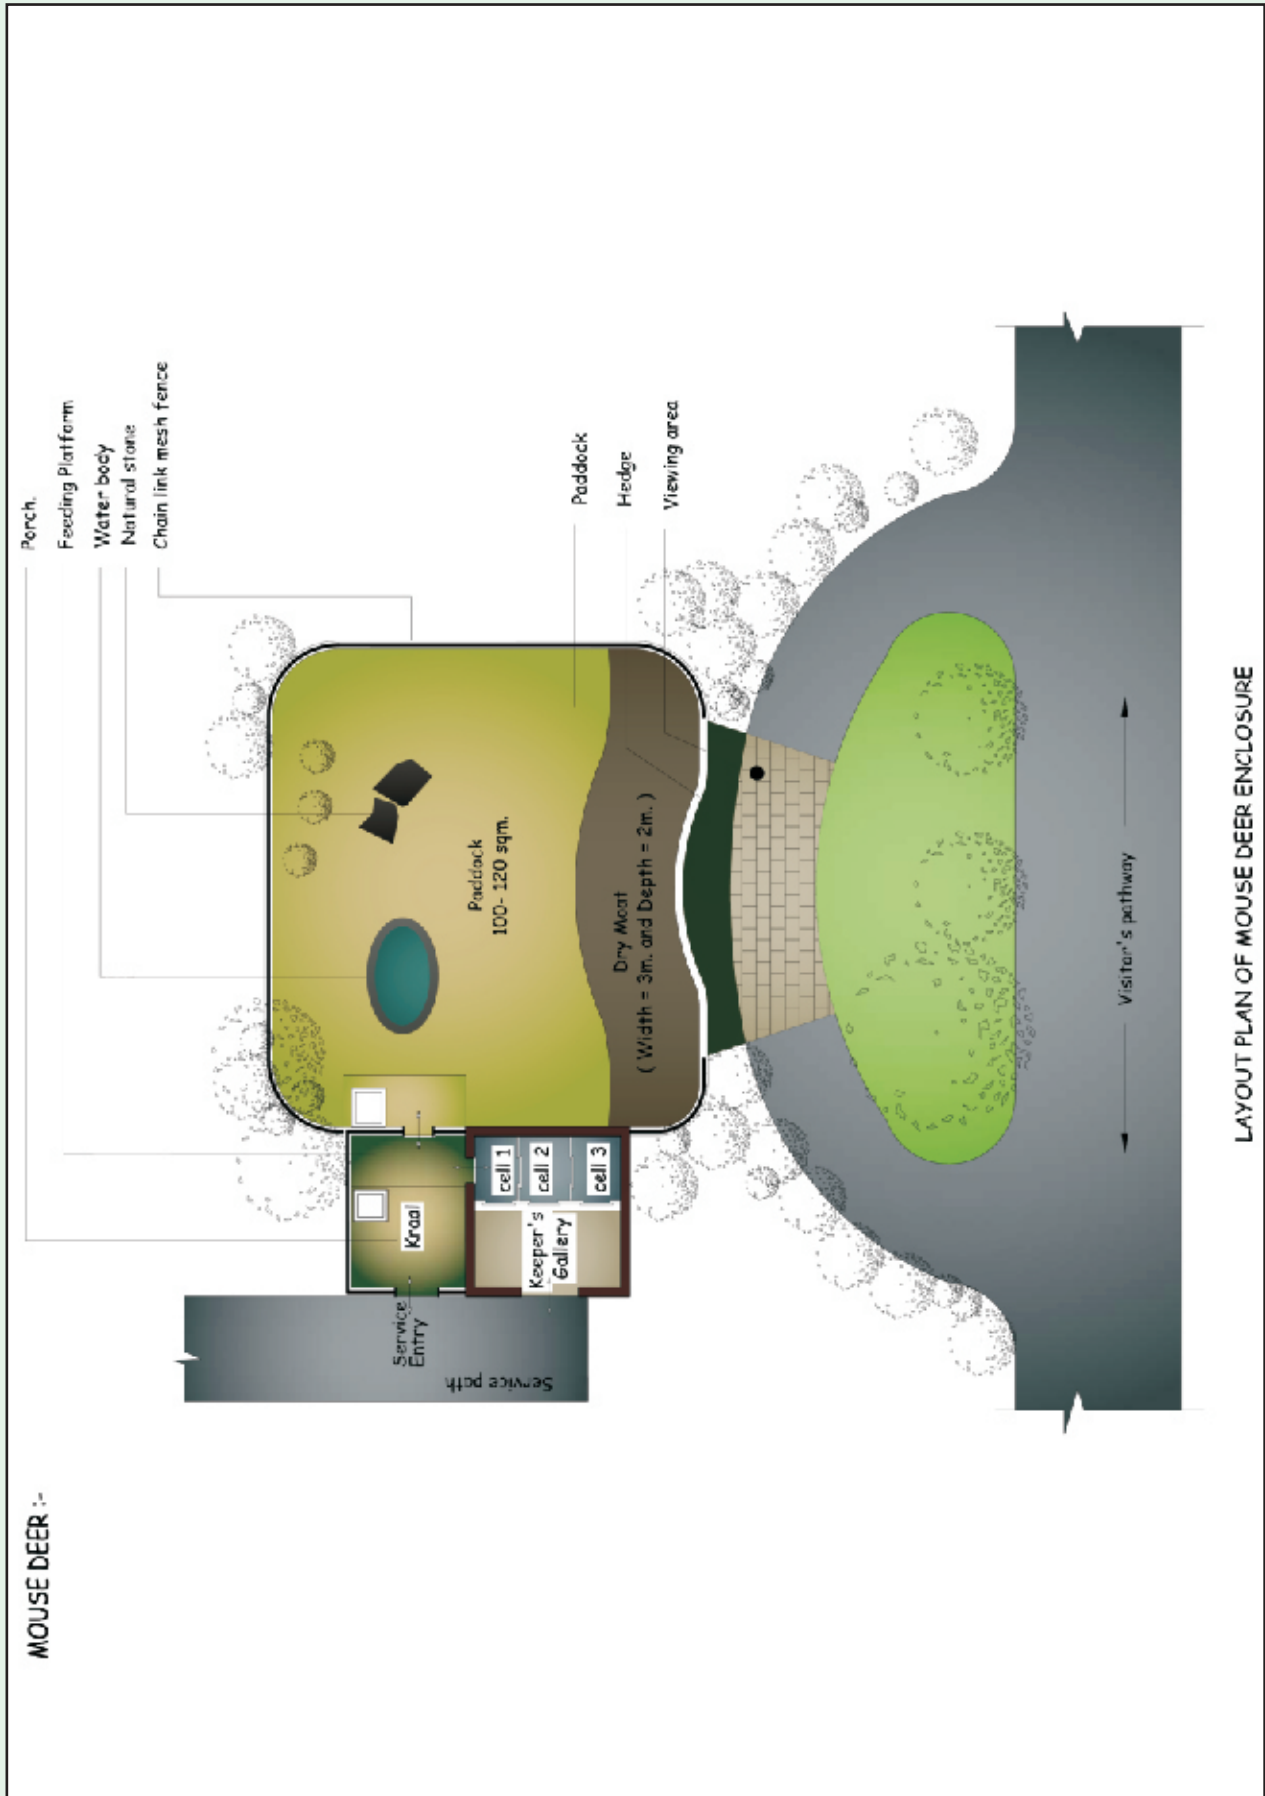 MOUSE DEER :-
Porch.
Feeding Platform
Water body
Natural stone
Chain link mesh fence
Paddock
Hedge
Viewing area
Paddock
100- 120 sqm.
Dry Moat
( Width = 3m. and Depth = 2m. )
Kraal
cell 1
cell 2
cell 3
Keeper's
Gallery
Service
Entry
Service path
Visitor's pathway
LAYOUT PLAN OF MOUSE DEER ENCLOSURE